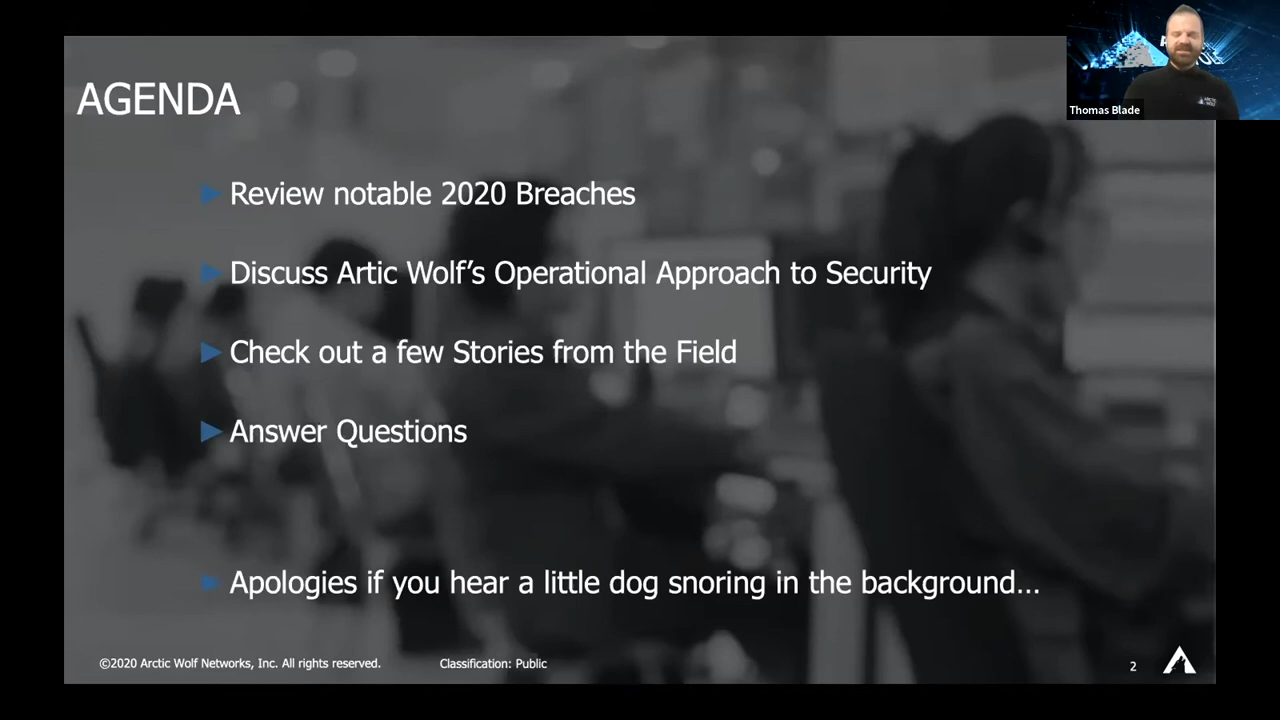 AGENDA
Review notable 2020 Breaches
Discuss Artic Wolf's Operational Approach to Security
Check out a few Stories from the Field
Answer Questions
Apologies if you hear a little dog snoring in the background...
©2020 Arctic Wolf Networks, Inc. All rights reserved.
Classification: Public
2
Thomas Blade
ARCTIC WOLF